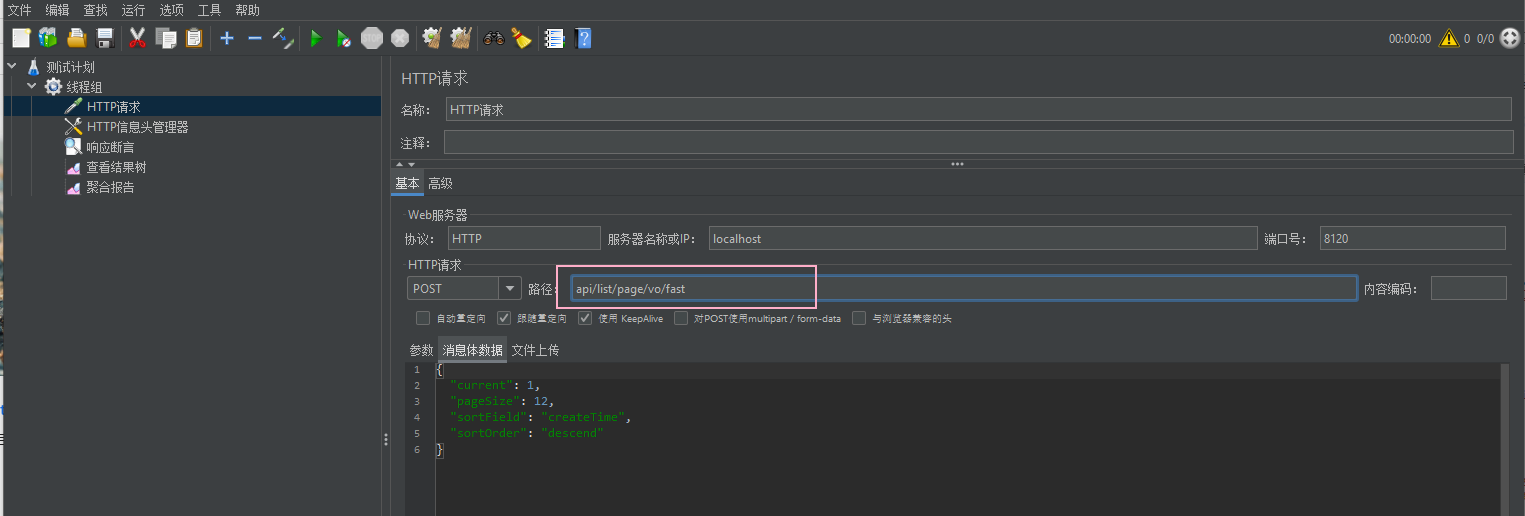 文件 编辑 查找 运行 选项 工具 帮助
00:00:00 0 0/0
测试计划
线程组
HTTP请求
HTTP信息头管理器
响应断言
查看结果树
聚合报告
HTTP请求
名称： HTTP请求
注释：
基本 高级
Web服务器
协议： HTTP 服务器名称或IP： localhost 端口号： 8120
HTTP请求
POST 路径： api/list/page/vo/fast 内容编码：
自动重定向 跟随重定向 使用 KeepAlive 对POST使用multipart / form-data 与浏览器兼容的头
参数 消息体数据 文件上传
1 {
2 "current": 1,
3 "pageSize": 12,
4 "sortField": "createTime",
5 "sortOrder": "descend"
6 }